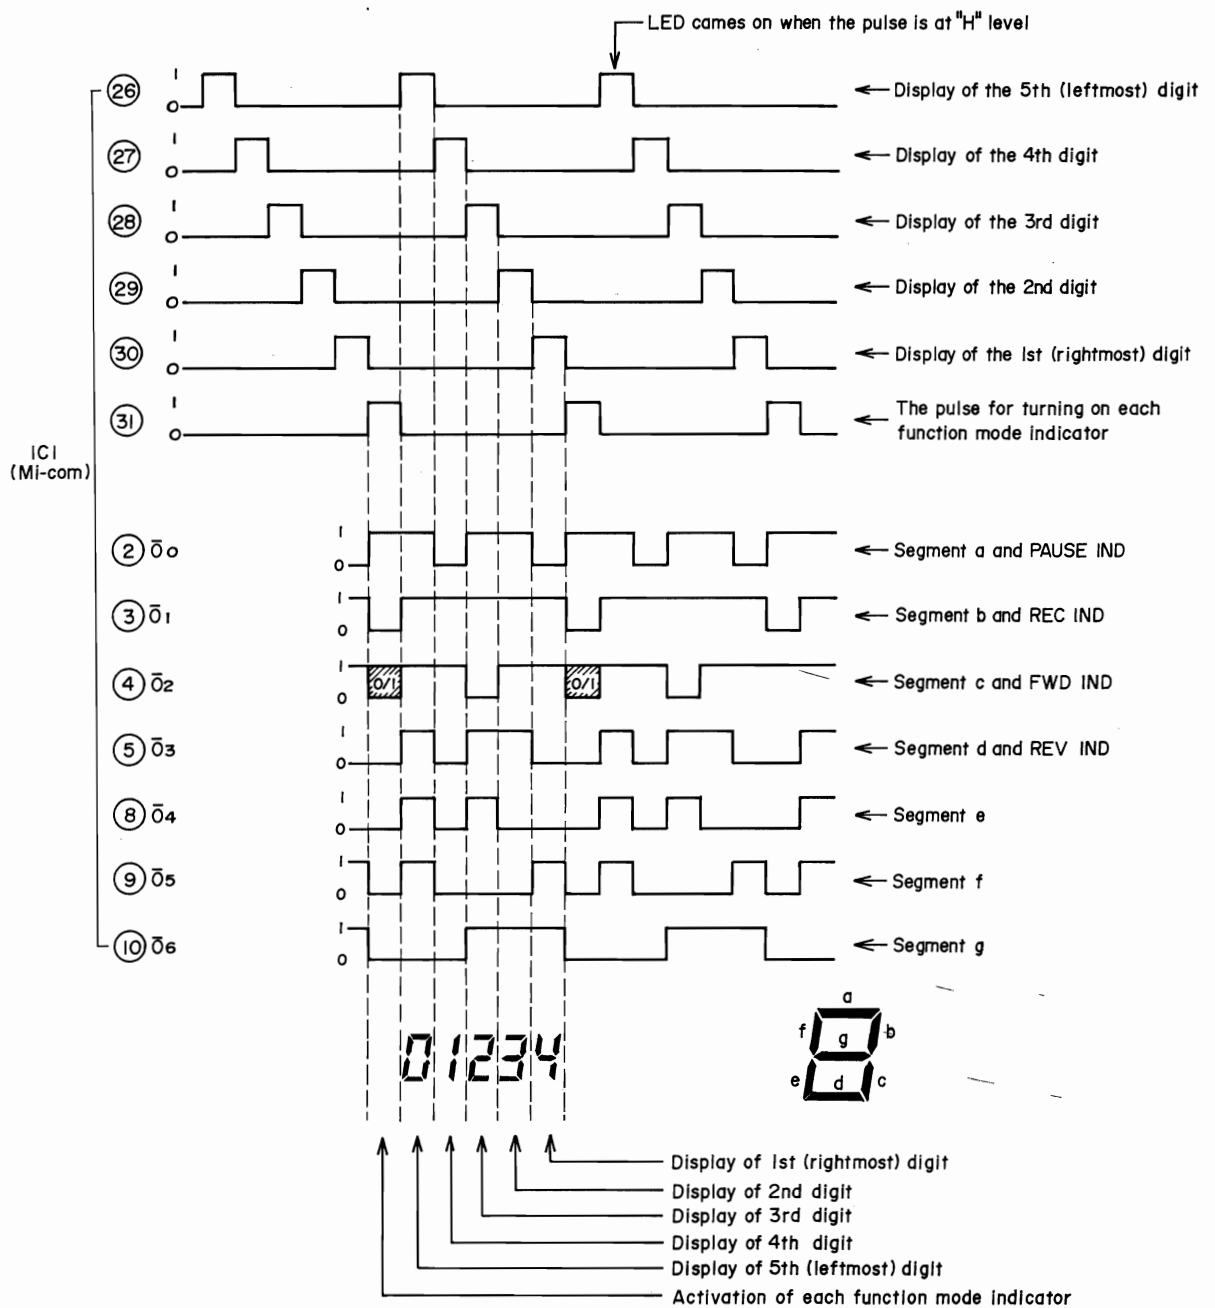 LED cames on when the pulse is at "H" level
26 1 0 Display of the 5th (leftmost) digit
27 1 0 Display of the 4th digit
28 1 0 Display of the 3rd digit
29 1 0 Display of the 2nd digit
30 1 0 Display of the 1st (rightmost) digit
31 1 0 The pulse for turning on each
function mode indicator
IC1
(Mi-com)
2 Ō0 1 0 Segment a and PAUSE IND
3 Ō1 1 0 Segment b and REC IND
4 Ō2 1 0 0/1 0/1 Segment c and FWD IND
5 Ō3 1 0 Segment d and REV IND
8 Ō4 1 0 Segment e
9 Ō5 1 0 Segment f
10 Ō6 1 0 Segment g
a
f g b
e d c
01234
Display of 1st (rightmost) digit
Display of 2nd digit
Display of 3rd digit
Display of 4th digit
Display of 5th (leftmost) digit
Activation of each function mode indicator